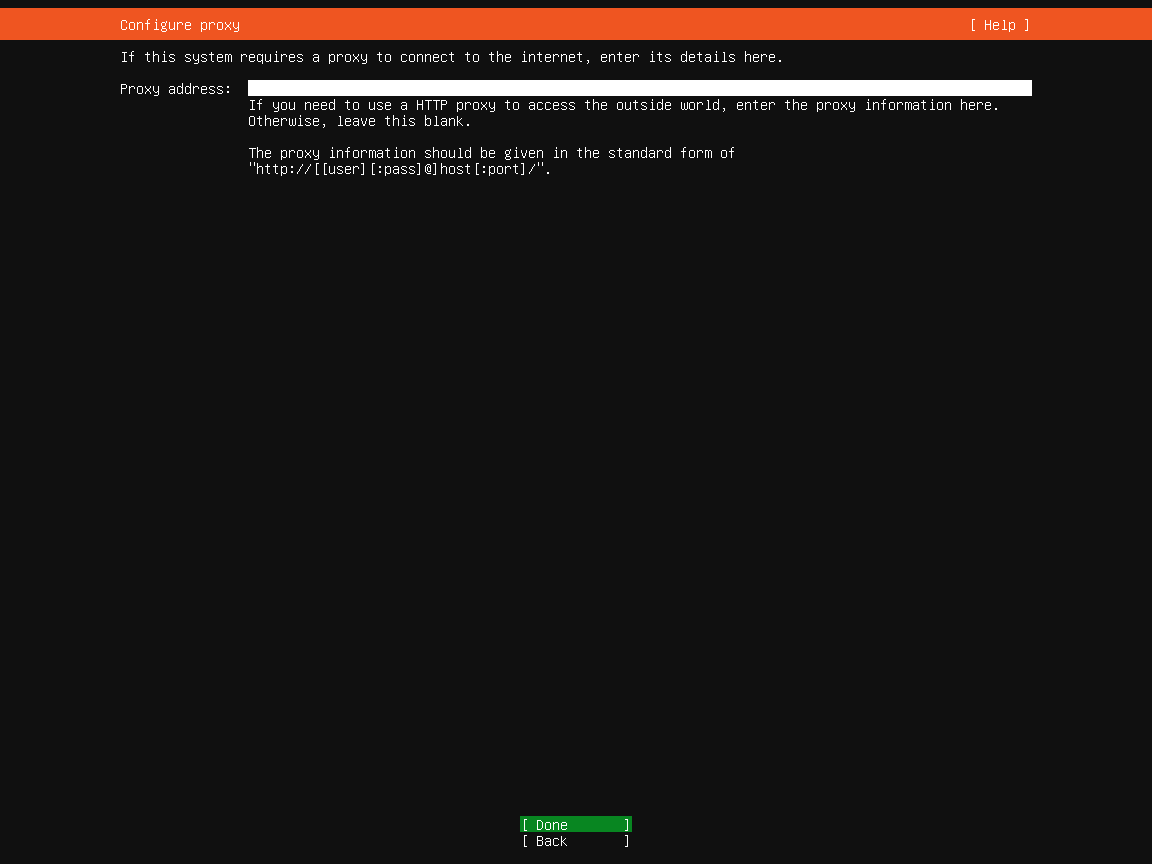 Configure proxy [ Help ]
If this system requires a proxy to connect to the internet, enter its details here.
Proxy address:
If you need to use a HTTP proxy to access the outside world, enter the proxy information here.
Otherwise, leave this blank.
The proxy information should be given in the standard form of
"http://[[user][:pass]@]host[:port]/".
[ Done ]
[ Back ]